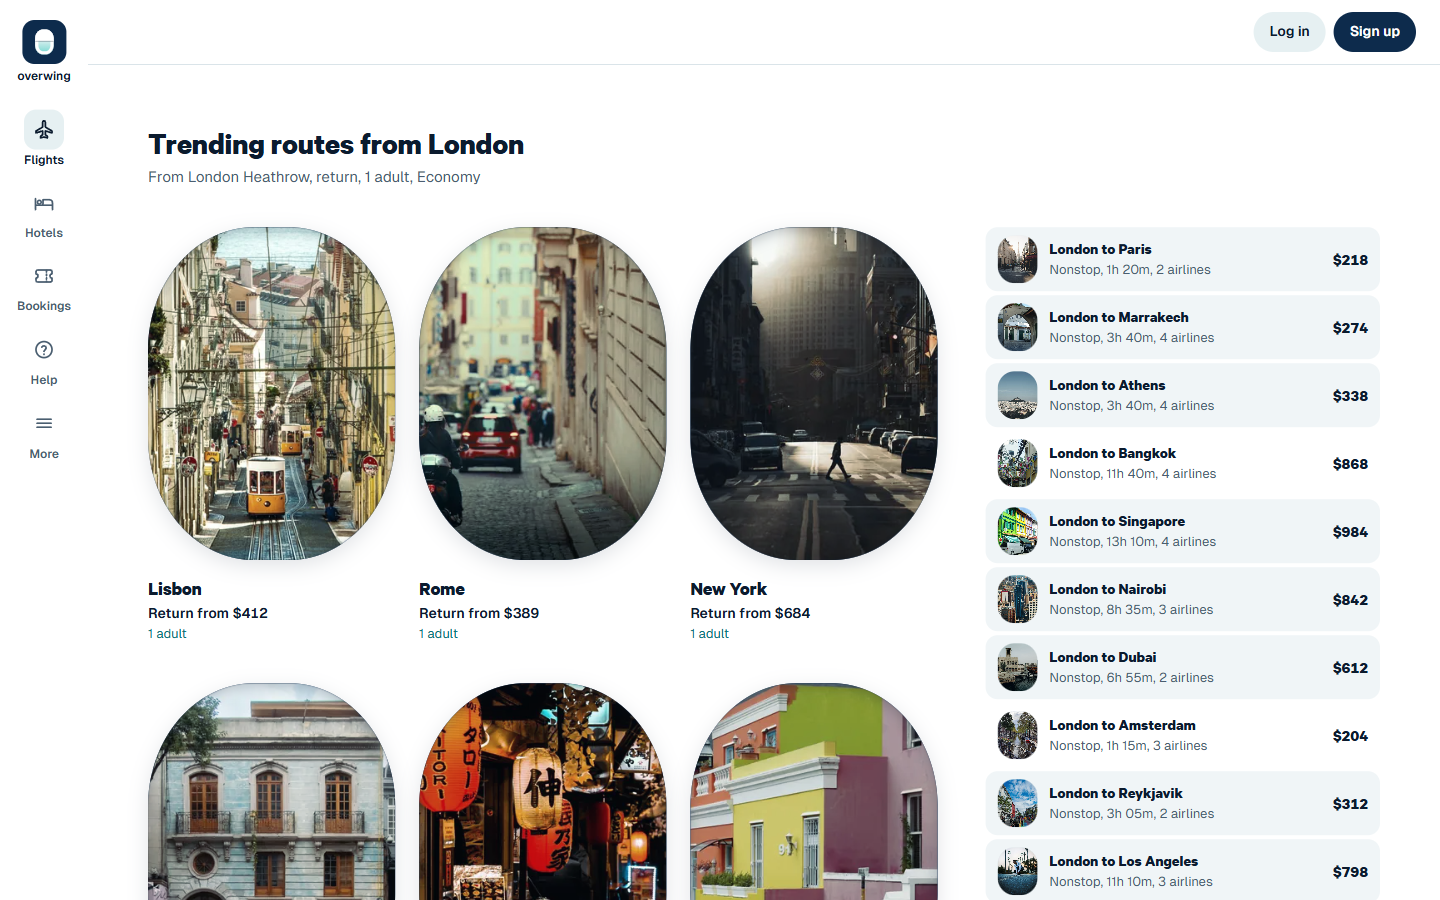 overwing
Flights
Hotels
Bookings
Help
More
Log in
Sign up
Trending routes from London
From London Heathrow, return, 1 adult, Economy
Lisbon
Return from $412
1 adult
Rome
Return from $389
1 adult
New York
Return from $684
1 adult
伸
London to Paris
Nonstop, 1h 20m, 2 airlines
$218
London to Marrakech
Nonstop, 3h 40m, 4 airlines
$274
London to Athens
Nonstop, 3h 40m, 4 airlines
$338
London to Bangkok
Nonstop, 11h 40m, 4 airlines
$868
London to Singapore
Nonstop, 13h 10m, 4 airlines
$984
London to Nairobi
Nonstop, 8h 35m, 3 airlines
$842
London to Dubai
Nonstop, 6h 55m, 2 airlines
$612
London to Amsterdam
Nonstop, 1h 15m, 3 airlines
$204
London to Reykjavik
Nonstop, 3h 05m, 2 airlines
$312
London to Los Angeles
Nonstop, 11h 10m, 3 airlines
$798